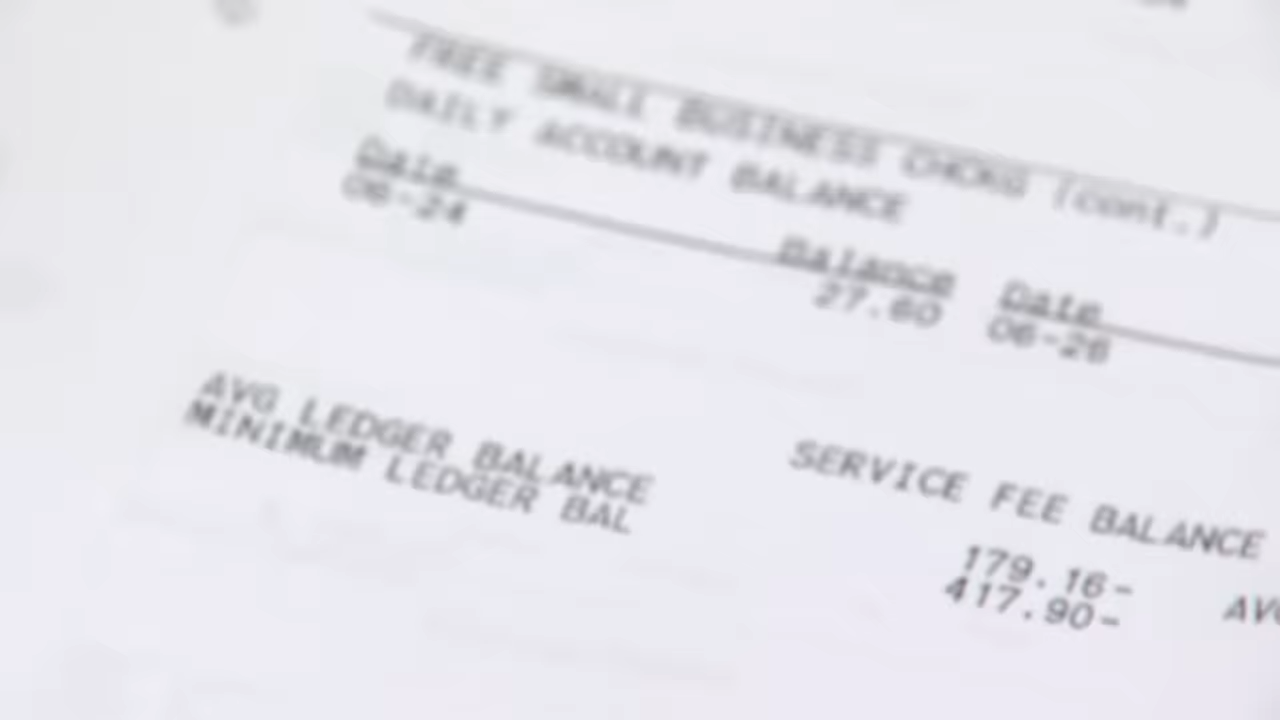 FREE SMALL BUSINESS CHCKG (cont.)
DAILY ACCOUNT BALANCE
Date Balance Date
06-24 27.60 06-26
SERVICE FEE BALANCE
AVG LEDGER BALANCE 179.16-
MINIMUM LEDGER BAL 417.90-